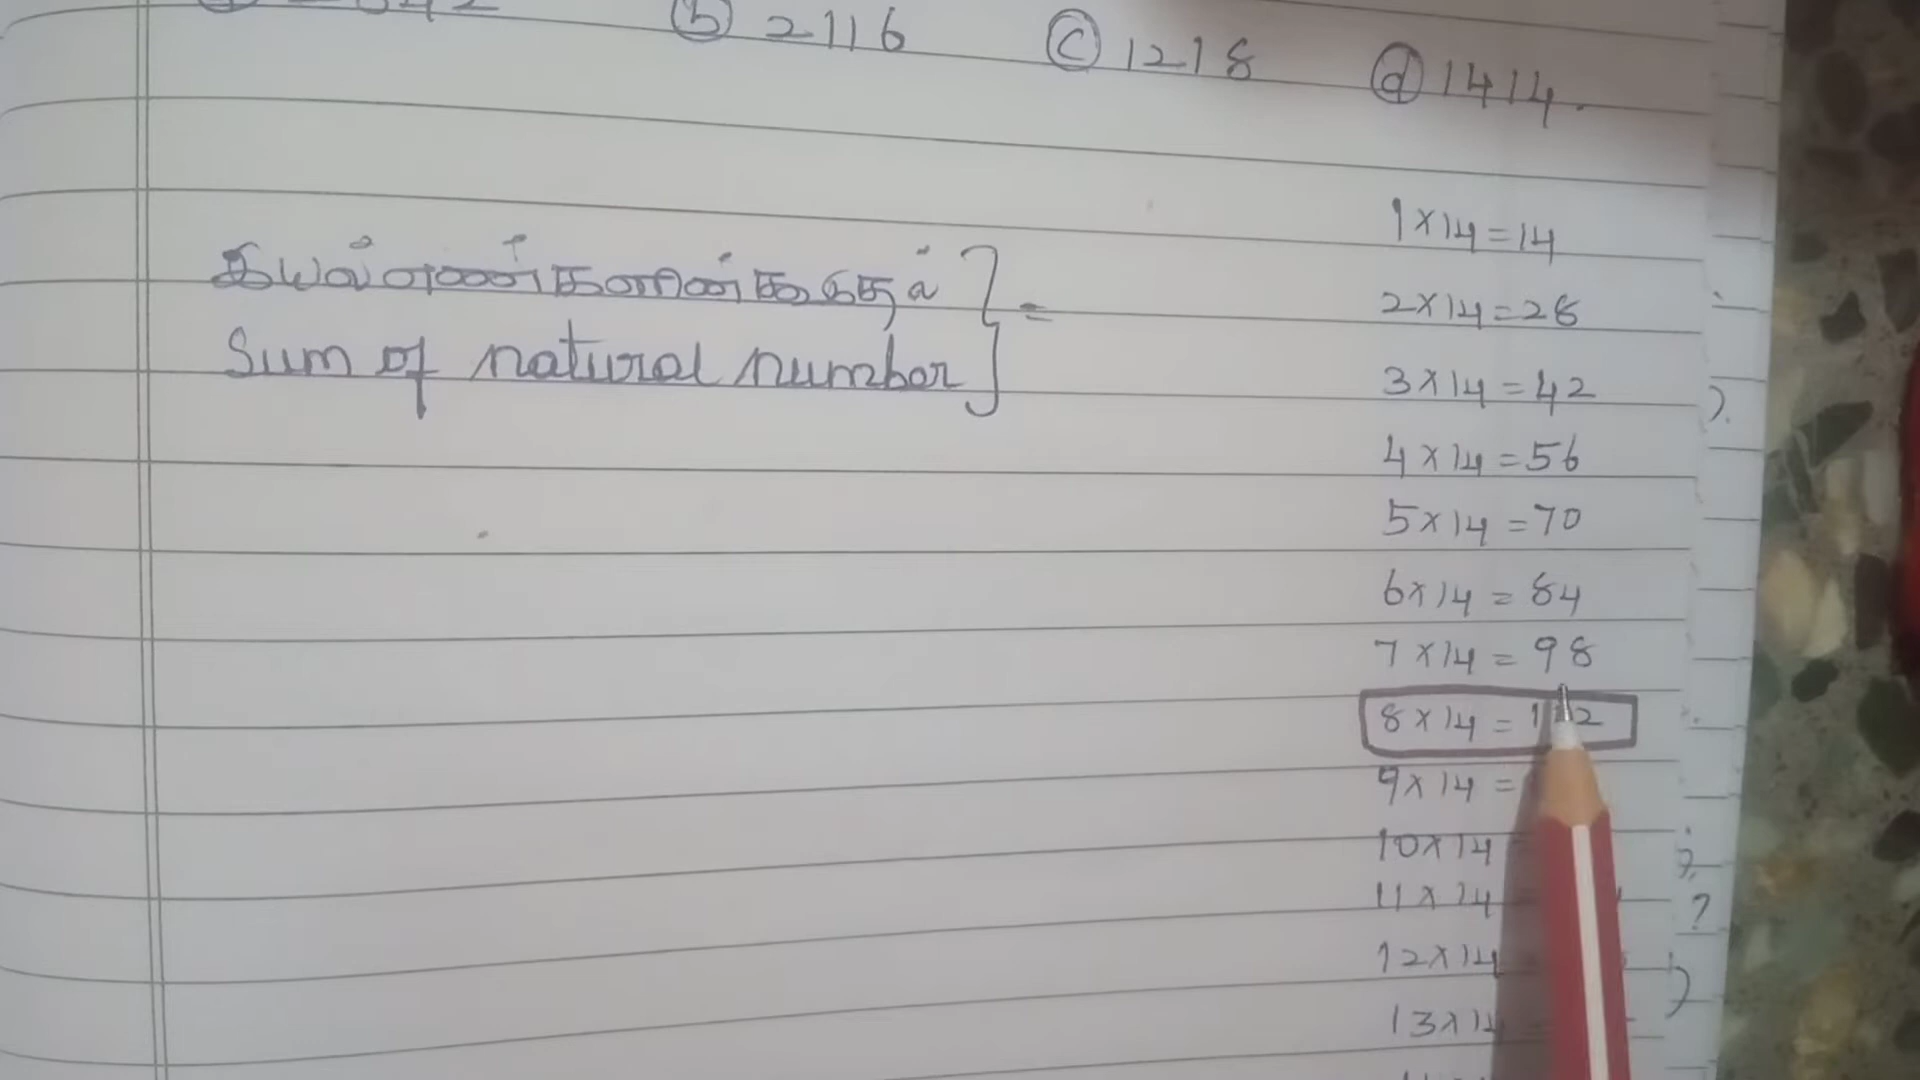 ⓑ 2116 ⓒ 1218 ⓓ 1414.
இயல் எண்களின் கூடுதல்
Sum of natural number =
1 x 14 = 14
2 x 14 = 28
3 x 14 = 42
4 x 14 = 56
5 x 14 = 70
6 x 14 = 84
7 x 14 = 98
8 x 14 =
9 x 14 =
10 x 14
11 x 14
12 x 14
13 x 14